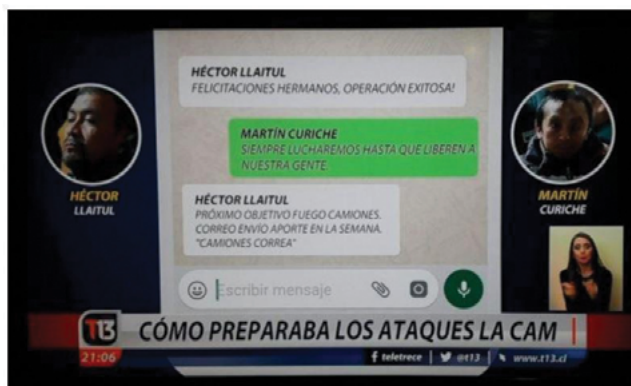 HÉCTOR LLAITUL
FELICITACIONES HERMANOS, OPERACIÓN EXITOSA!
MARTÍN CURICHE
SIEMPRE LUCHAREMOS HASTA QUE LIBEREN A
NUESTRA GENTE.
HÉCTOR
LLAITUL
MARTÍN
CURICHE
HÉCTOR LLAITUL
PRÓXIMO OBJETIVO FUEGO CAMIONES.
CORREO ENVÍO APORTE EN LA SEMANA.
"CAMIONES CORREA"
Escribir mensaje
T13
CÓMO PREPARABA LOS ATAQUES LA CAM
21:06
teletrece
@t13
www.t13.cl